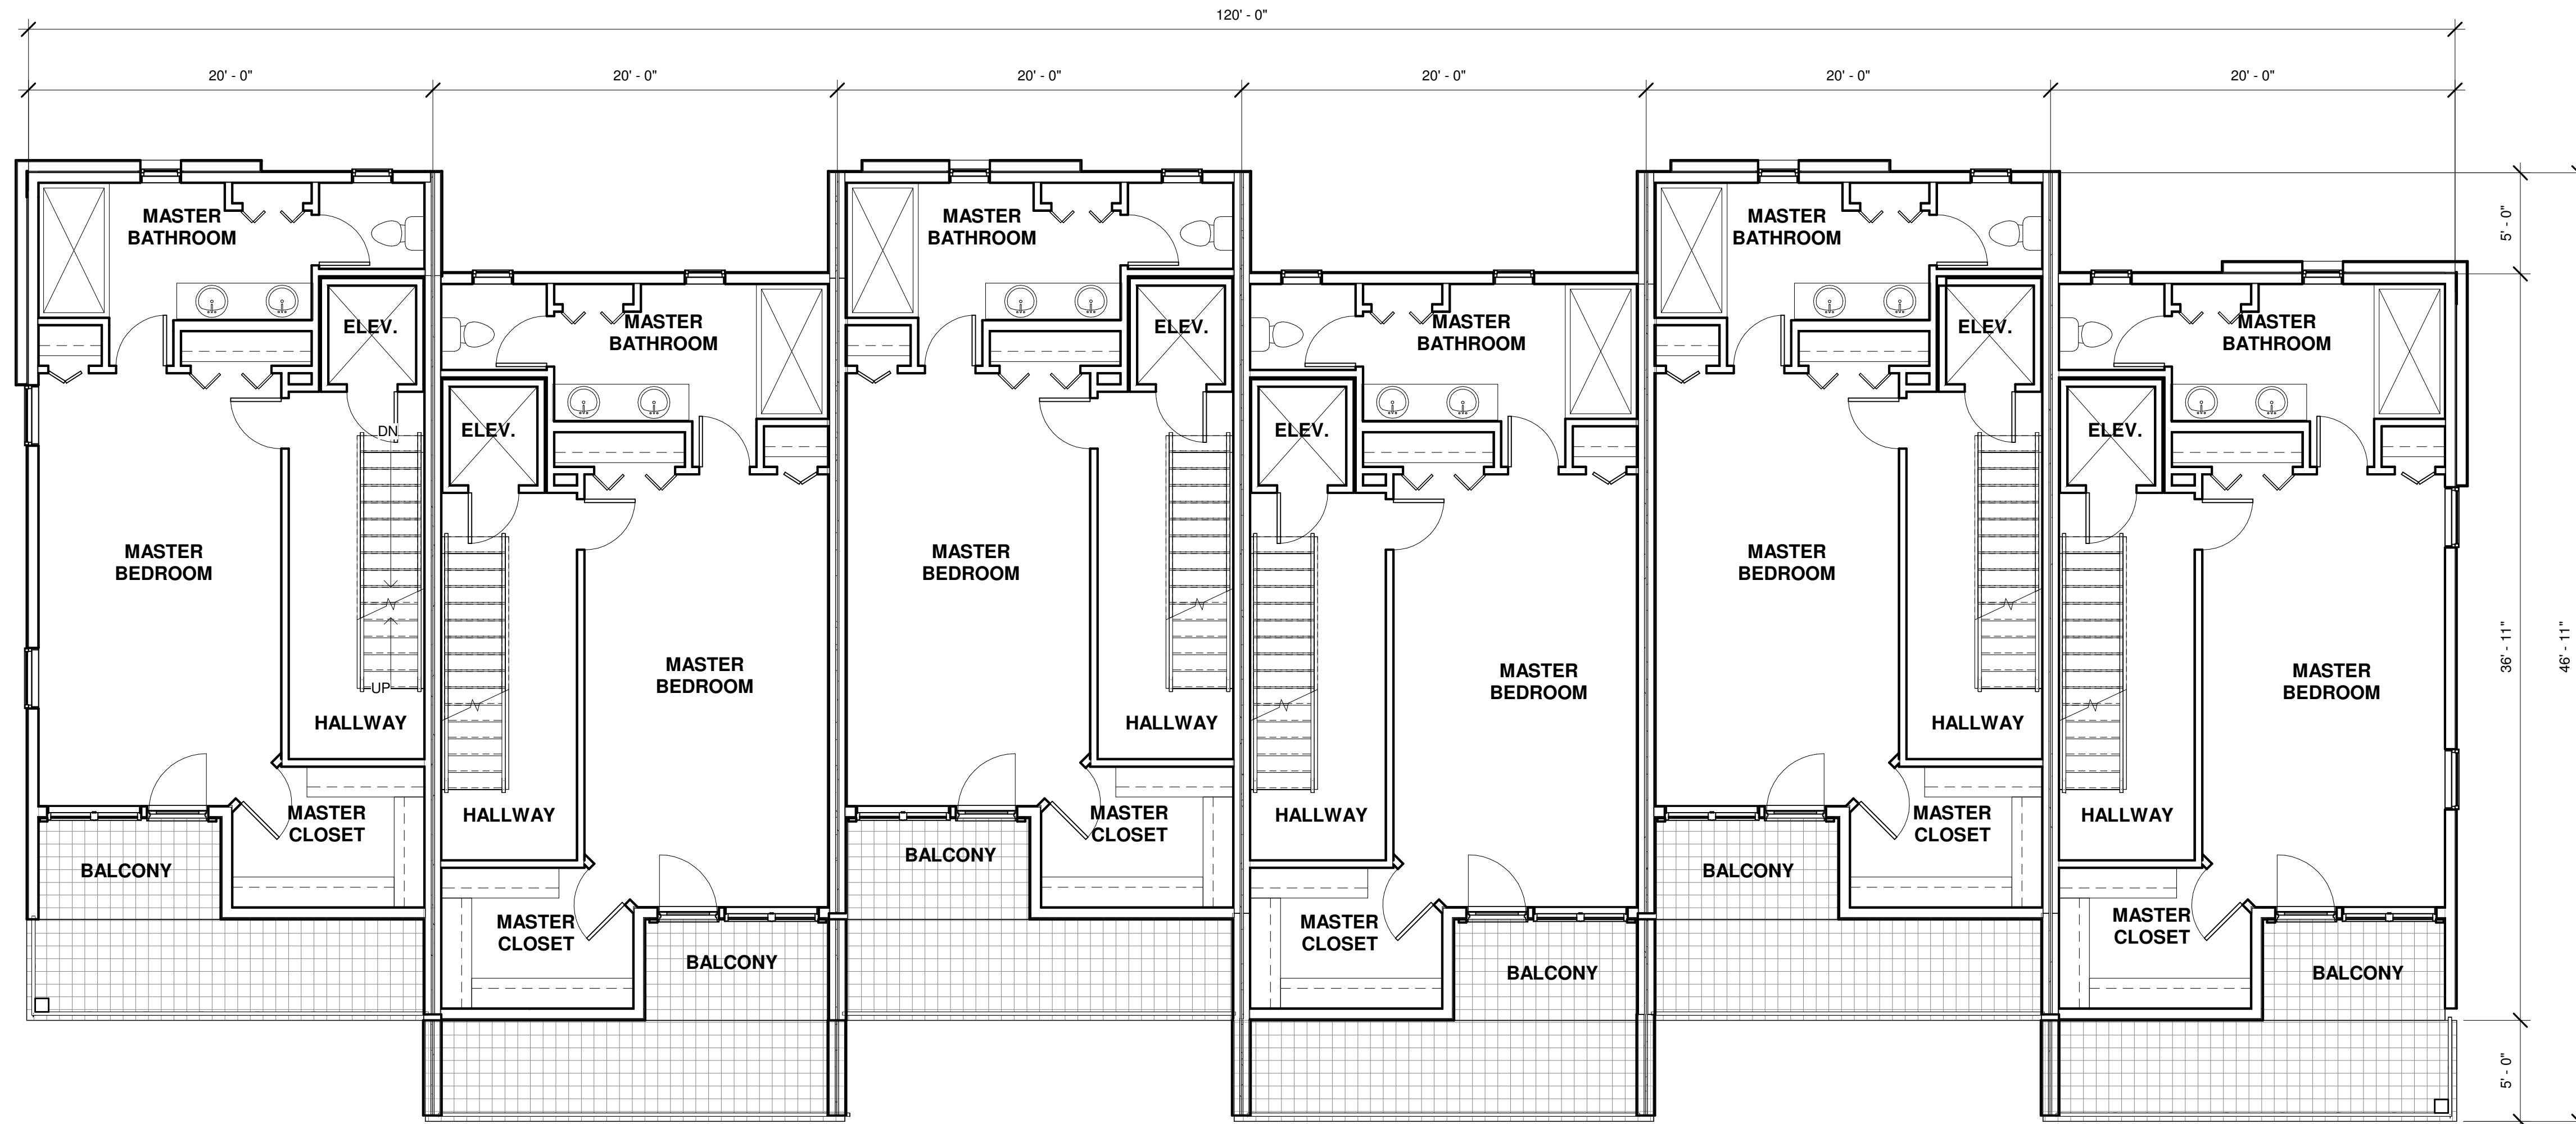 120' - 0"
20' - 0"
20' - 0"
20' - 0"
20' - 0"
20' - 0"
20' - 0"
MASTER
BATHROOM
MASTER
BATHROOM
MASTER
BATHROOM
5' - 0"
ELEV.
MASTER
BATHROOM
ELEV.
MASTER
BATHROOM
ELEV.
MASTER
BATHROOM
DN
ELEV.
ELEV.
ELEV.
MASTER
BEDROOM
MASTER
BEDROOM
MASTER
BEDROOM
36' - 11"
46' - 11"
MASTER
BEDROOM
MASTER
BEDROOM
MASTER
BEDROOM
UP
HALLWAY
HALLWAY
HALLWAY
MASTER
CLOSET
HALLWAY
MASTER
CLOSET
HALLWAY
MASTER
CLOSET
HALLWAY
BALCONY
BALCONY
BALCONY
MASTER
CLOSET
MASTER
CLOSET
MASTER
CLOSET
BALCONY
BALCONY
BALCONY
5' - 0"